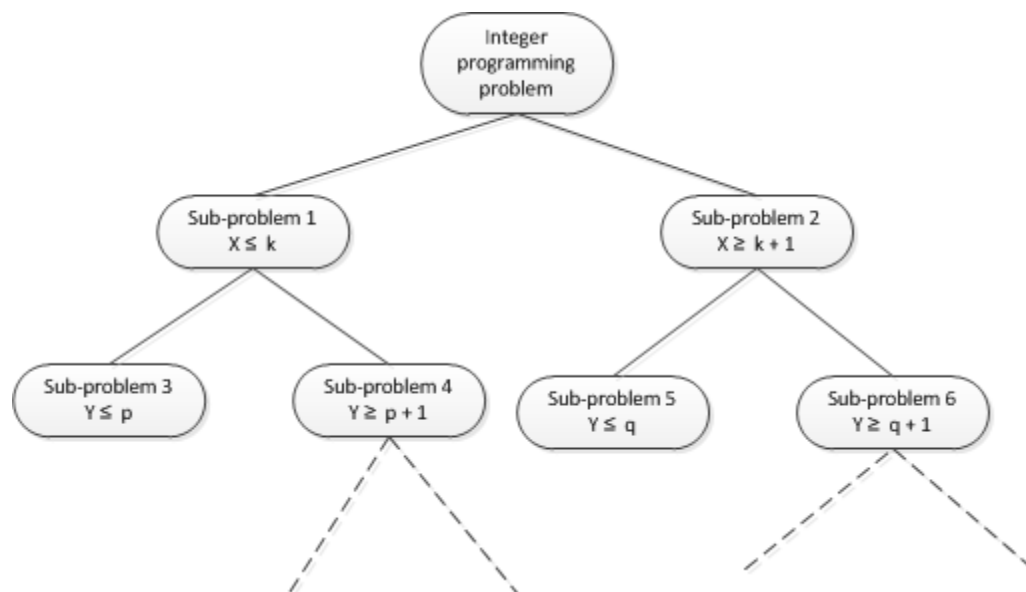 Integer
programming
problem
Sub-problem 1
X ≤ k
Sub-problem 2
X ≥ k + 1
Sub-problem 3
Y ≤ p
Sub-problem 4
Y ≥ p + 1
Sub-problem 5
Y ≤ q
Sub-problem 6
Y ≥ q + 1